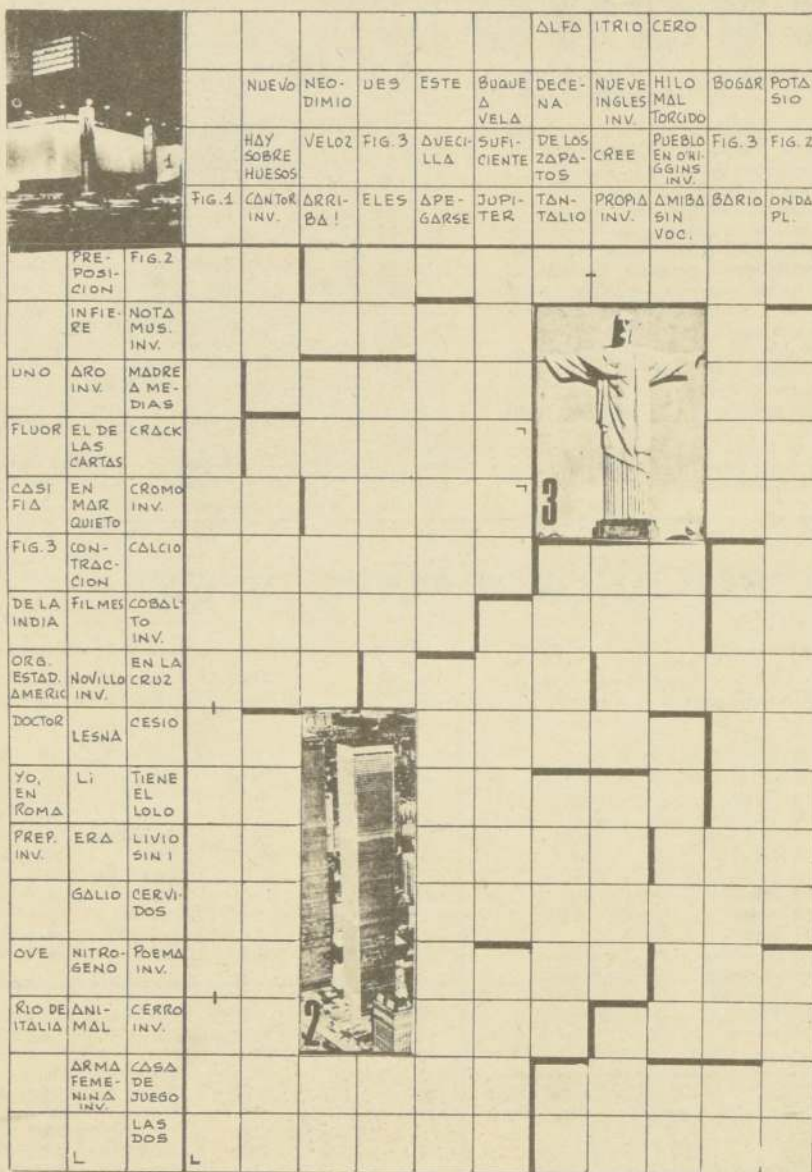 ALFA ITRIO CERO
NUEVO NEO- UES ESTE BUQUE DECE- NUEVE HILO BOGAR POTA
DIMIO A NA INGLES MAL SIO
VELA INV. TORCIDO
HAY VELOZ FIG.3 AVECI- SUFI- DE LOS CREE PUEBLO FIG.3 FIG.2
SOBRE LLA CIENTE ZAPA- EN O'HI-
HUESOS TOS GGINS
INV.
1
FIG.1 CANTOR ARRI- ELES APE- JUPI- TAN- PROPIA AMIBA BARIO ONDA
INV. BA! GARSE TER TALIO INV. SIN PL.
VOC.
PRE- FIG.2
POSI-
CION
INFIE- NOTA
RE MUS.
INV.
UNO ARO MADRE
INV. A ME-
DIAS
FLUOR EL DE CRACK
LAS
CARTAS
CASI EN CROMO
FIA MAR INV.
QUIETO
3
FIG.3 CON- CALCIO
TRAC-
CION
DE LA FILMES COBAL-
INDIA TO
INV.
ORG. EN LA
ESTAD. NOVILLO CRUZ
AMERIC INV.
DOCTOR LESNA CESIO
YO, Li TIENE
EN EL
ROMA LOLO
PREP. ERA LIVIO
INV. SIN I
GALIO CERVI-
DOS
OVE NITRO- POEMA
GENO INV.
RIO DE ANI- CERRO
ITALIA MAL INV.
2
ARMA CASA
FEME- DE
NINA JUEGO
INV.
LAS
DOS
L L